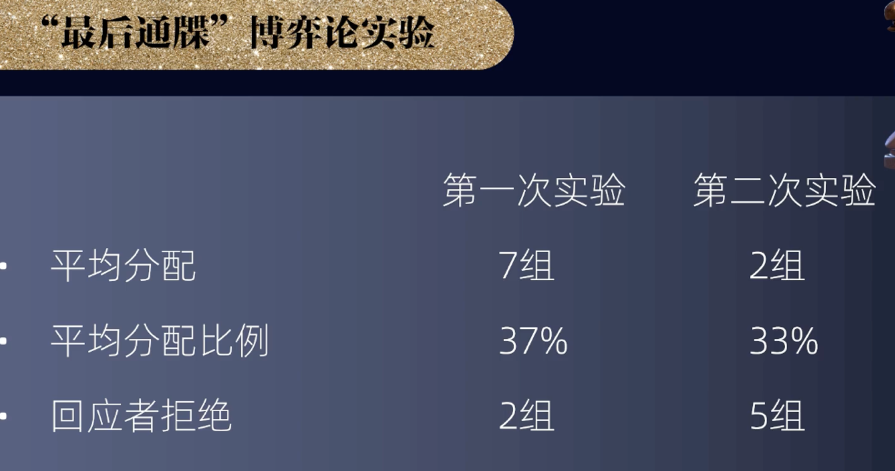 “最后通牒”博弈论实验
第一次实验 第二次实验
• 平均分配 7组 2组
• 平均分配比例 37% 33%
• 回应者拒绝 2组 5组